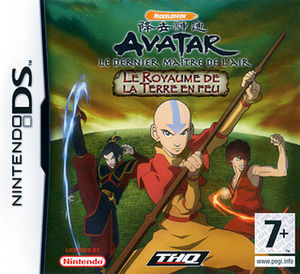 NICKELODEON
降去神通
AVATAR
LE DERNIER MAÎTRE DE L'AIR
LE ROYAUME DE
LA TERRE EN FEU
NINTENDO DS
LICENSED BY
Nintendo
THQ
7+
www.pegi.info